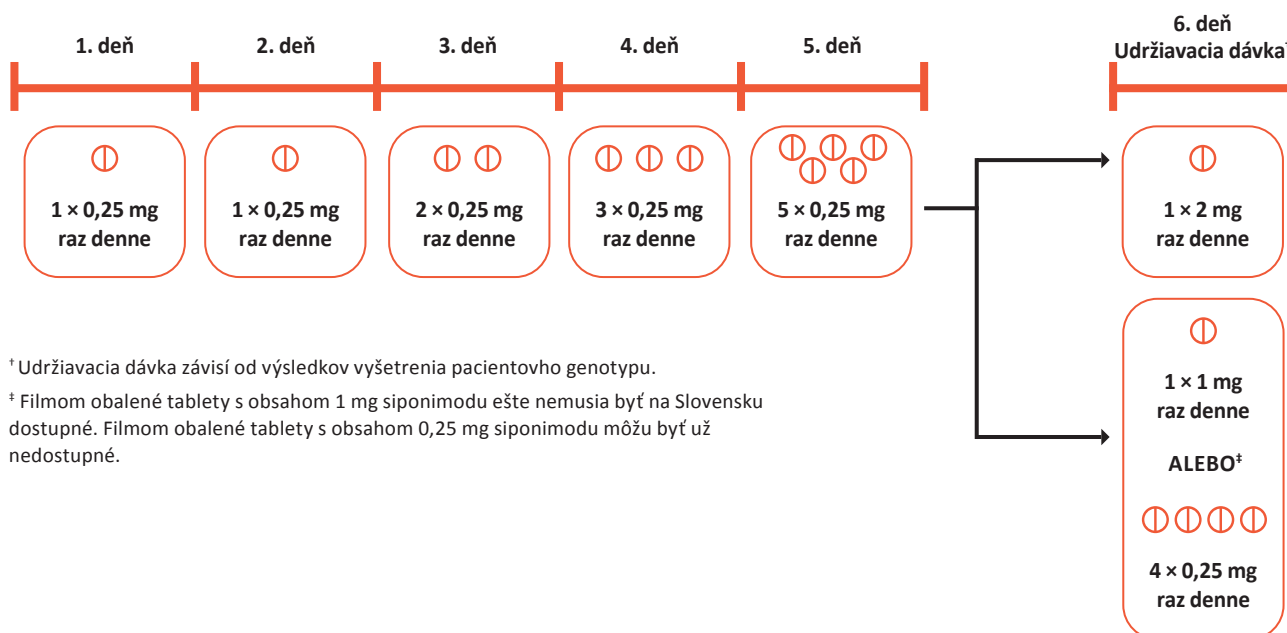 1. deň
2. deň
3. deň
4. deň
5. deň
6. deň
Udržiavacia dávka†
1 × 0,25 mg
raz denne
1 × 0,25 mg
raz denne
2 × 0,25 mg
raz denne
3 × 0,25 mg
raz denne
5 × 0,25 mg
raz denne
1 × 2 mg
raz denne
1 × 1 mg
raz denne
ALEBO‡
4 × 0,25 mg
raz denne
† Udržiavacia dávka závisí od výsledkov vyšetrenia pacientovho genotypu.
‡ Filmom obalené tablety s obsahom 1 mg siponimodu ešte nemusia byť na Slovensku
dostupné. Filmom obalené tablety s obsahom 0,25 mg siponimodu môžu byť už
nedostupné.